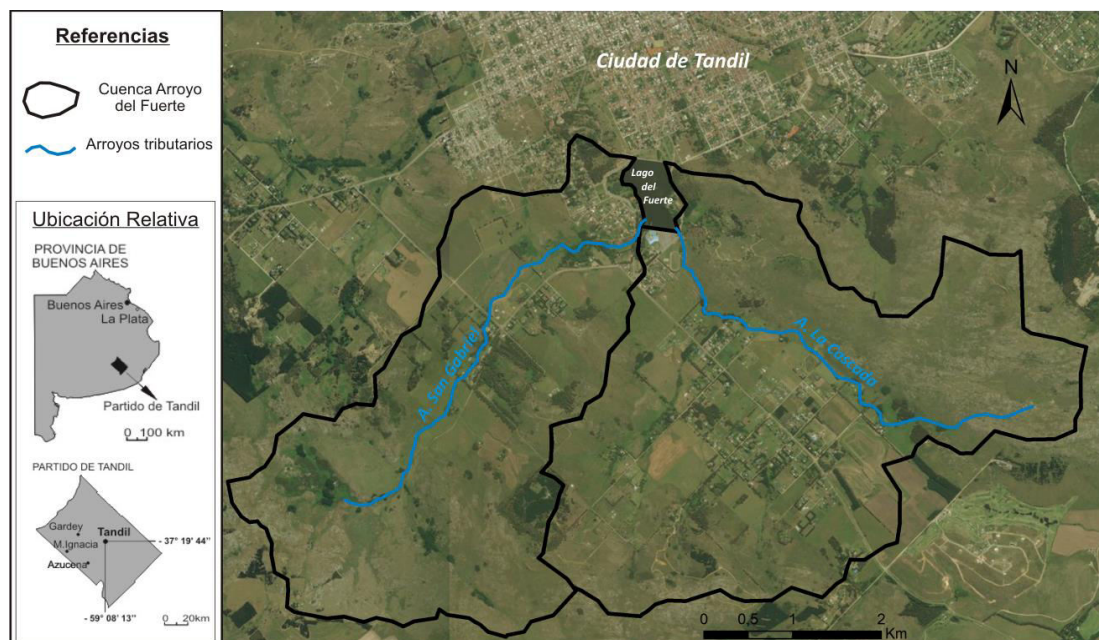 Referencias
Cuenca Arroyo
del Fuerte
Arroyos tributarios
Ubicación Relativa
PROVINCIA DE
BUENOS AIRES
Buenos Aires
La Plata
Partido de Tandil
0 100 km
PARTIDO DE TANDIL
Gardey
Tandil
M.Ignacia
Azucena
- 37° 19' 44''
- 59° 08' 13''
0 20km
Ciudad de Tandil
N
Lago
del
Fuerte
A. San Gabriel
A. La Cascada
0 0,5 1 2
Km